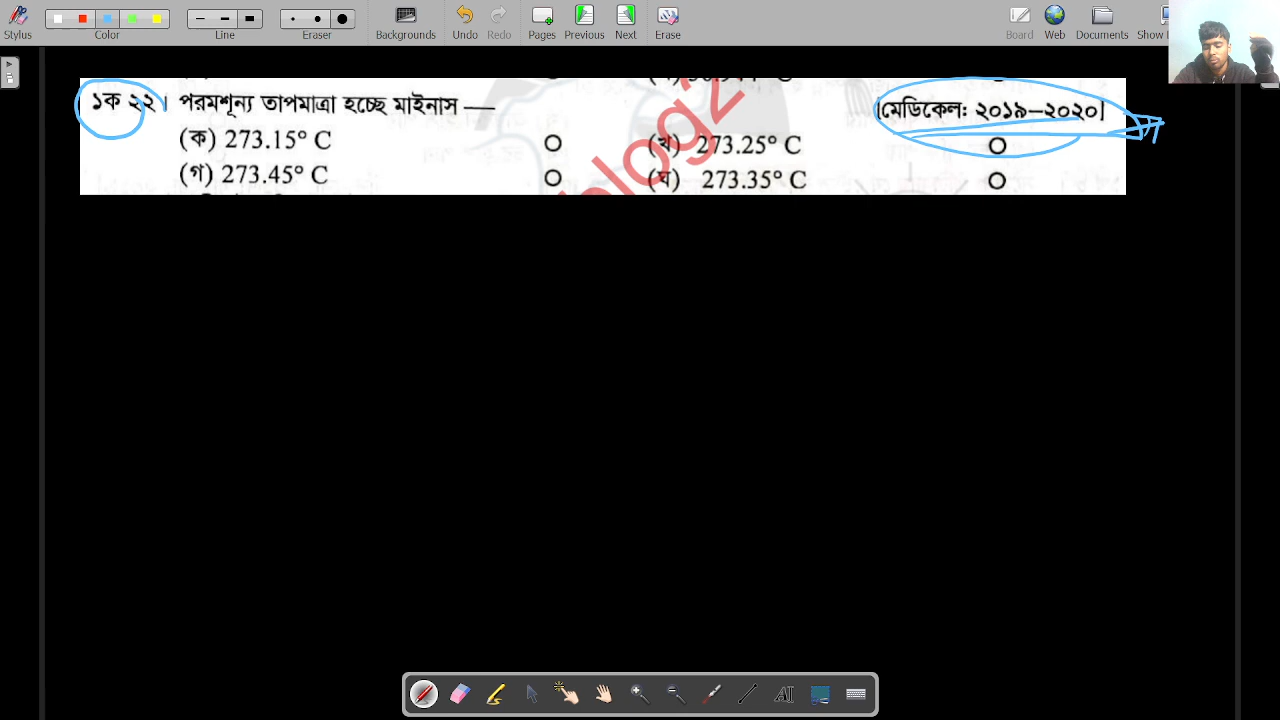 Stylus
Color
Line
Eraser
Backgrounds
Undo
Redo
Pages
Previous
Next
Erase
Board
Web
Documents
১ক ২২। পরমশূন্য তাপমাত্রা হচ্ছে মাইনাস — [মেডিকেল: ২০১৯–২০২০]
(ক) 273.15° C (খ) 273.25° C
(গ) 273.45° C (ঘ) 273.35° C